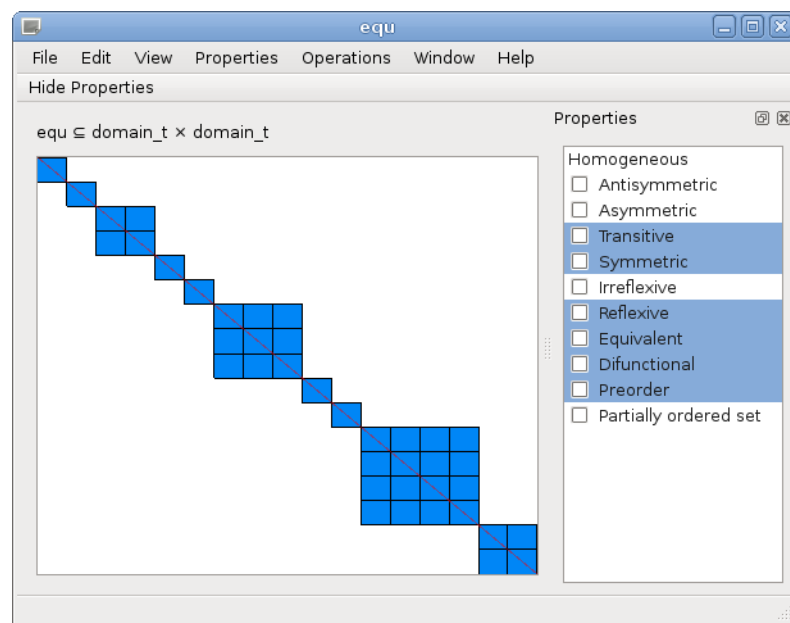 equ
File Edit View Properties Operations Window Help
Hide Properties
equ ⊆ domain_t × domain_t
Properties
Homogeneous
Antisymmetric
Asymmetric
Transitive
Symmetric
Irreflexive
Reflexive
Equivalent
Difunctional
Preorder
Partially ordered set